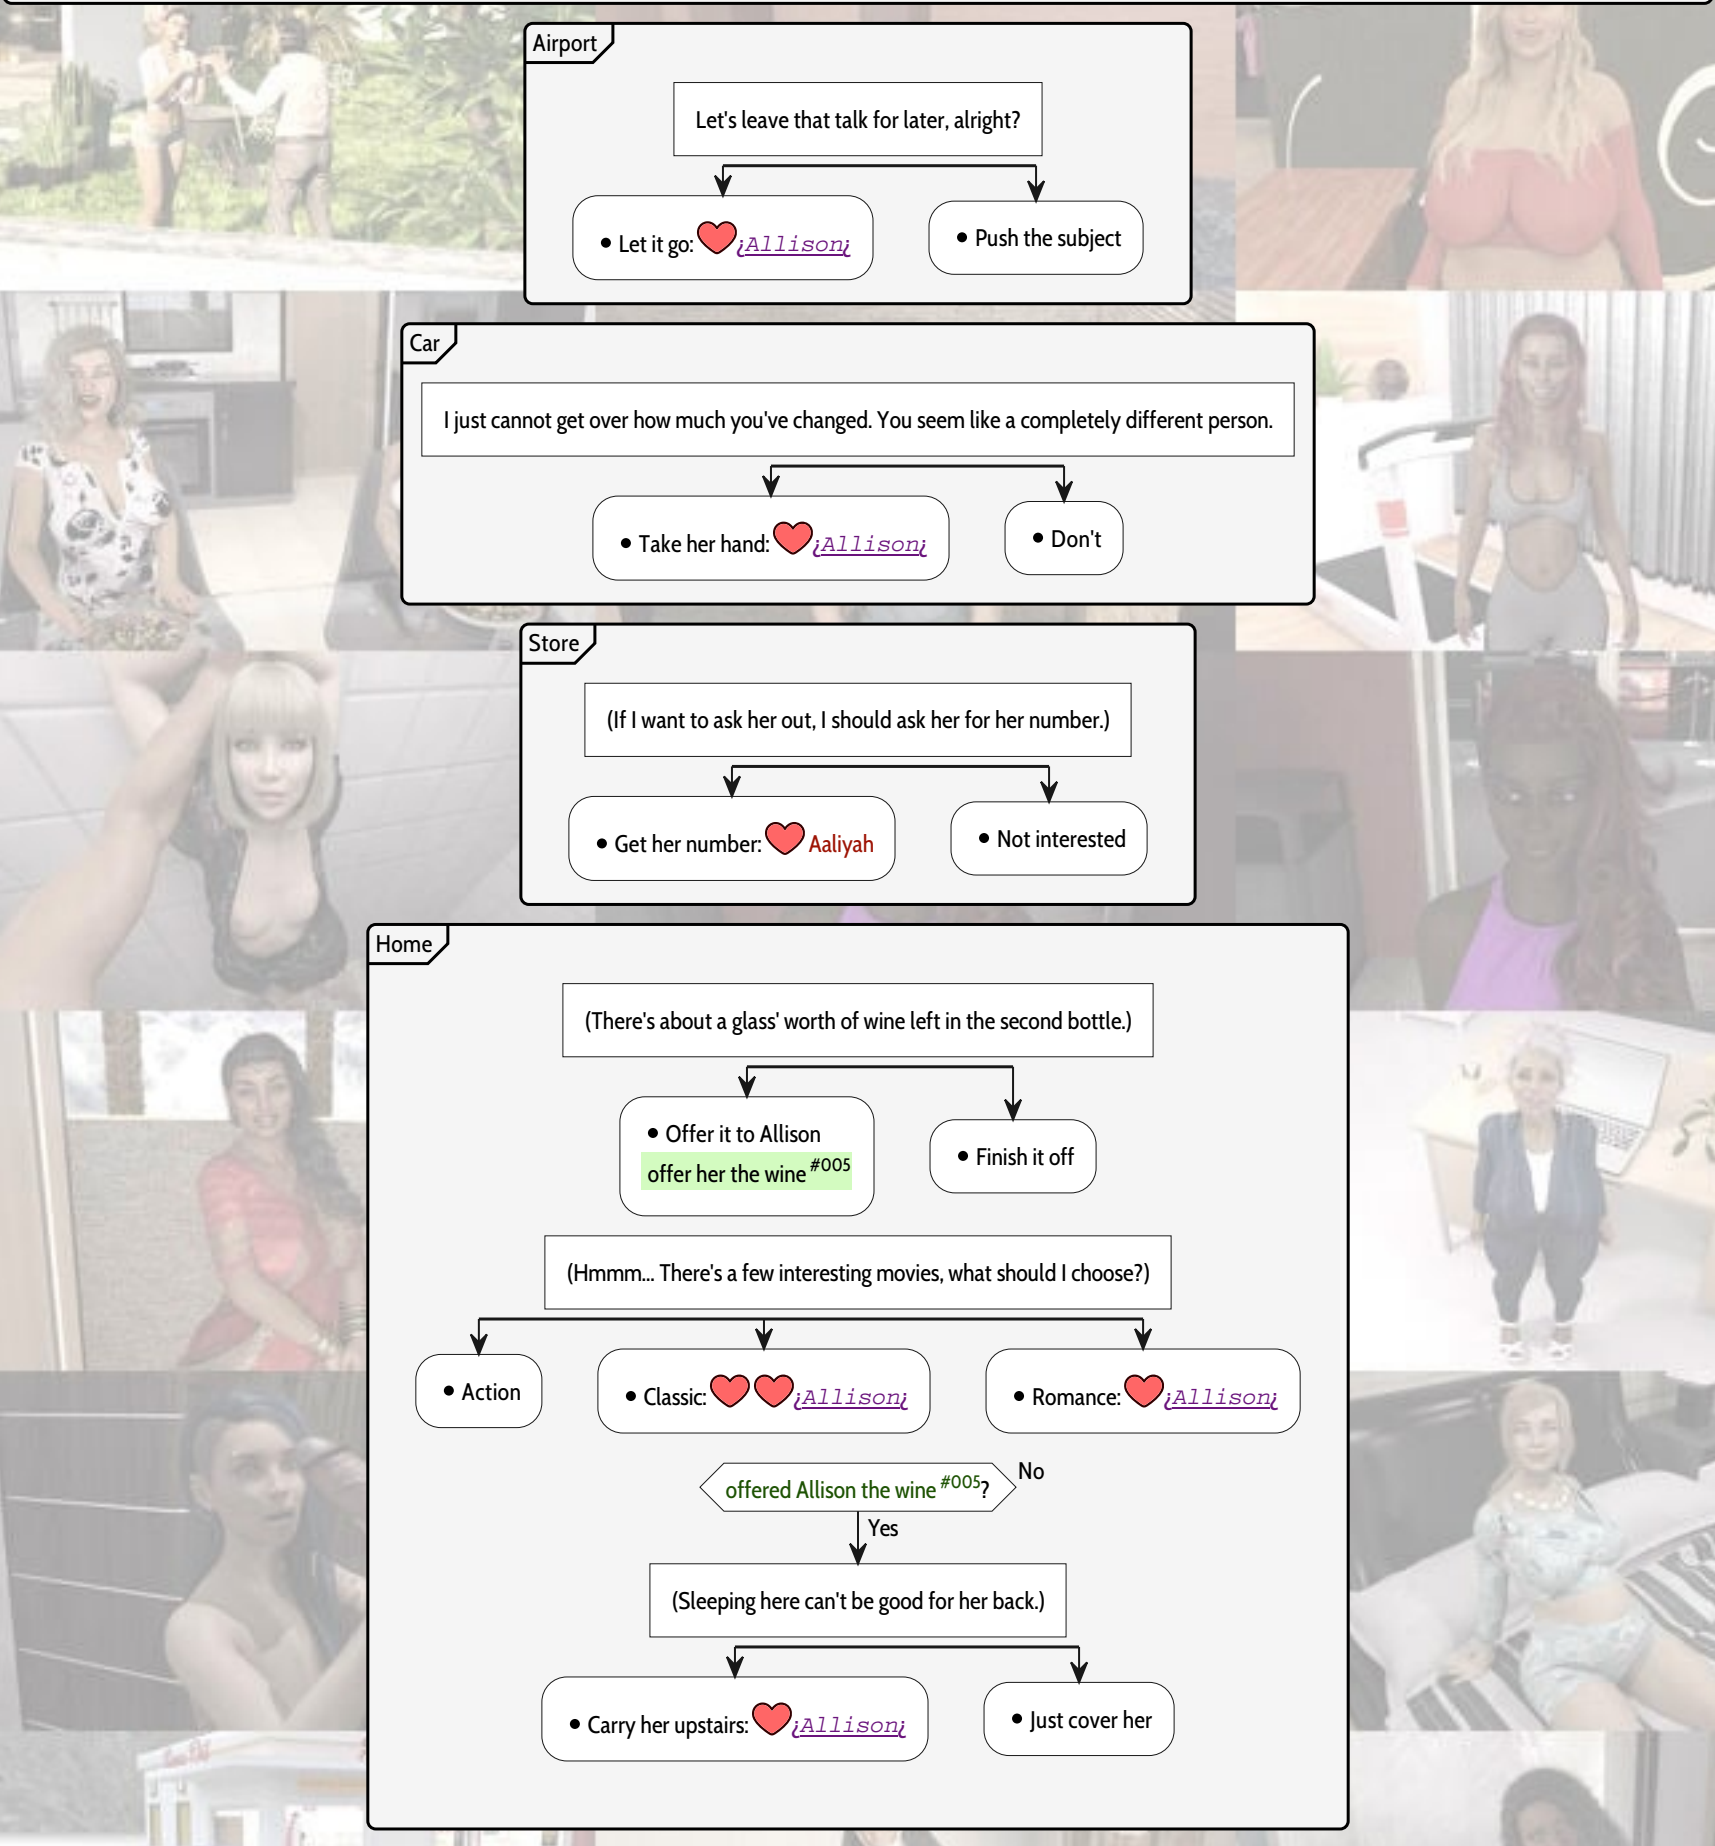 Airport
Let's leave that talk for later, alright?
• Let it go: ¿Allison¿
• Push the subject
Car
I just cannot get over how much you've changed. You seem like a completely different person.
• Take her hand: ¿Allison¿
• Don't
Store
(If I want to ask her out, I should ask her for her number.)
• Get her number: Aaliyah
• Not interested
Home
(There's about a glass' worth of wine left in the second bottle.)
• Offer it to Allison
offer her the wine #005
• Finish it off
(Hmmm... There's a few interesting movies, what should I choose?)
• Action
• Classic: ¿Allison¿
• Romance: ¿Allison¿
offered Allison the wine #005?
No
Yes
(Sleeping here can't be good for her back.)
• Carry her upstairs: ¿Allison¿
• Just cover her